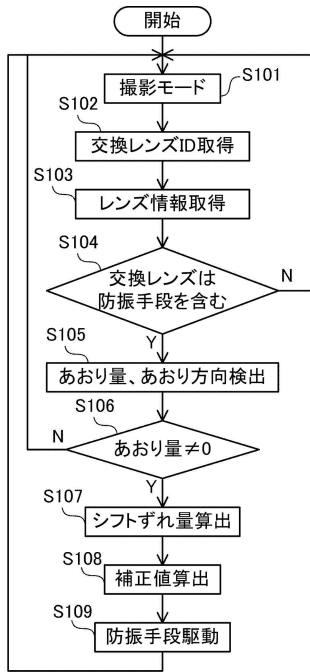 開始
S101
撮影モード
S102
交換レンズID取得
S103
レンズ情報取得
S104
交換レンズは
防振手段を含む
N
Y
S105
あおり量、あおり方向検出
S106
N
あおり量≠0
Y
S107
シフトずれ量算出
S108
補正値算出
S109
防振手段駆動